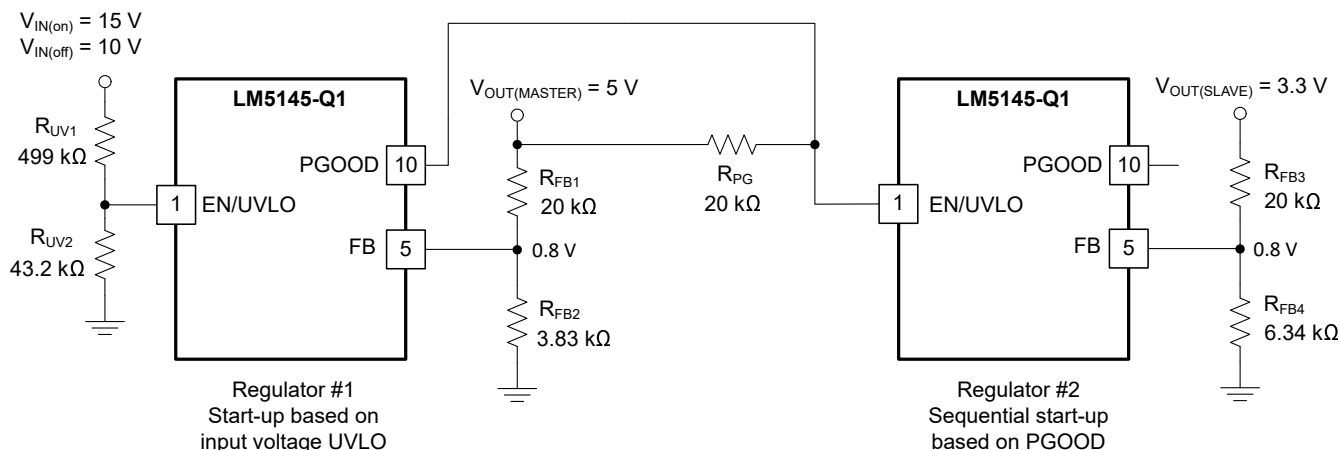 VIN(on) = 15 V
VIN(off) = 10 V
RUV1
499 kΩ
RUV2
43.2 kΩ
LM5145-Q1
PGOOD
10
1
EN/UVLO
FB
5
Regulator #1
Start-up based on
input voltage UVLO
VOUT(MASTER) = 5 V
RFB1
20 kΩ
0.8 V
RFB2
3.83 kΩ
RPG
20 kΩ
LM5145-Q1
PGOOD
10
1
EN/UVLO
FB
5
Regulator #2
Sequential start-up
based on PGOOD
VOUT(SLAVE) = 3.3 V
RFB3
20 kΩ
0.8 V
RFB4
6.34 kΩ